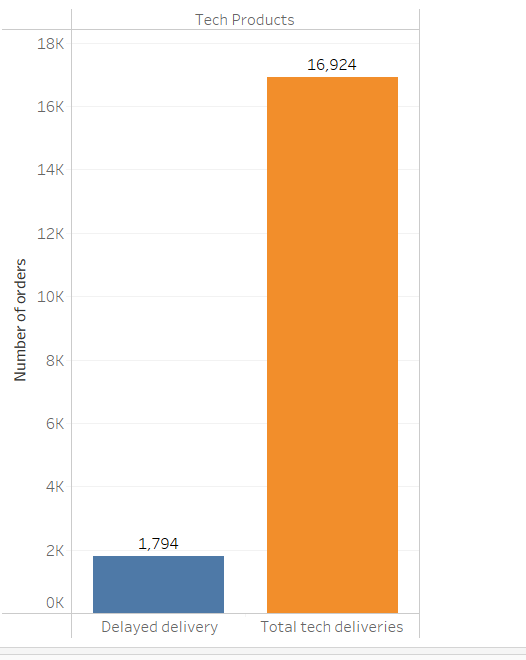 Tech Products
18K
16,924
16K
14K
12K
10K
Number of orders
8K
6K
4K
2K
1,794
0K
Delayed delivery
Total tech deliveries